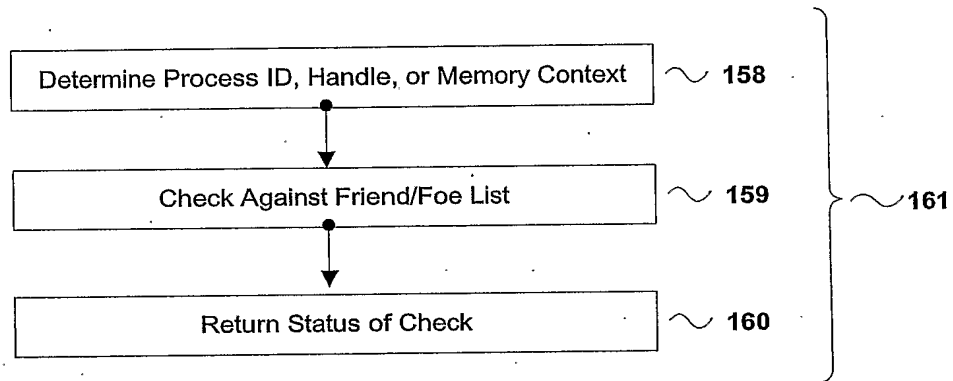 Determine Process ID, Handle, or Memory Context 158
Check Against Friend/Foe List 159
161
Return Status of Check 160